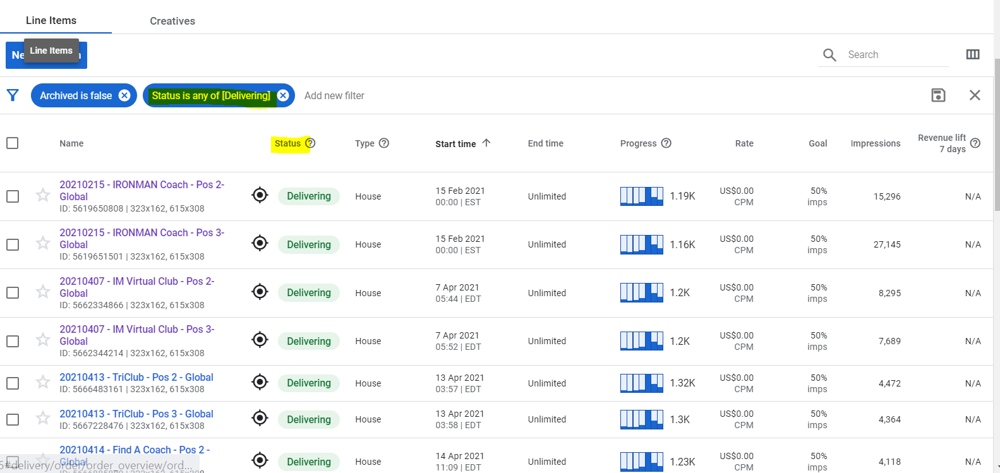 Line Items
Creatives
Line Items
Search
Archived is false
Status is any of [Delivering]
Add new filter
Name
Status
Type
Start time
End time
Progress
Rate
Goal
Impressions
Revenue lift
7 days
20210215 - IRONMAN Coach - Pos 2-
Global
ID: 5619650808 | 323x162, 615x308
Delivering
House
15 Feb 2021
00:00 | EST
Unlimited
1.19K
US$0.00
CPM
50%
imps
15,296
N/A
20210215 - IRONMAN Coach - Pos 3-
Global
ID: 5619651501 | 323x162, 615x308
Delivering
House
15 Feb 2021
00:00 | EST
Unlimited
1.16K
US$0.00
CPM
50%
imps
27,145
N/A
20210407 - IM Virtual Club - Pos 2-
Global
ID: 5662334866 | 323x162, 615x308
Delivering
House
7 Apr 2021
05:44 | EDT
Unlimited
1.2K
US$0.00
CPM
50%
imps
8,295
N/A
20210407 - IM Virtual Club - Pos 3-
Global
ID: 5662344214 | 323x162, 615x308
Delivering
House
7 Apr 2021
05:52 | EDT
Unlimited
1.2K
US$0.00
CPM
50%
imps
7,689
N/A
20210413 - TriClub - Pos 2 - Global
ID: 5666483161 | 323x162, 615x308
Delivering
House
13 Apr 2021
03:57 | EDT
Unlimited
1.32K
US$0.00
CPM
50%
imps
4,472
N/A
20210413 - TriClub - Pos 3 - Global
ID: 5667228476 | 323x162, 615x308
Delivering
House
13 Apr 2021
03:58 | EDT
Unlimited
1.3K
US$0.00
CPM
50%
imps
4,364
N/A
20210414 - Find A Coach - Pos 2 -
Global
Delivering
House
14 Apr 2021
11:09 | EDT
Unlimited
1.23K
US$0.00
CPM
50%
imps
4,118
N/A
5#delivery/order/order_overview/ord...